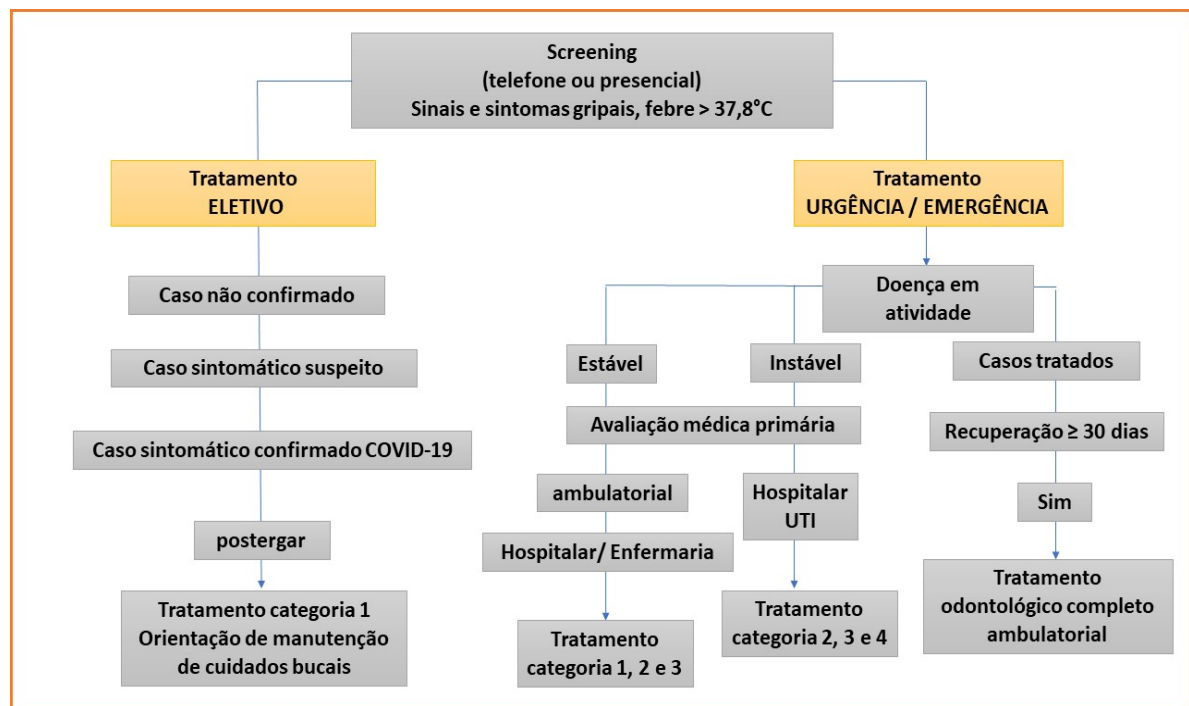 Screening
(telefone ou presencial)
Sinais e sintomas gripais, febre > 37,8°C
Tratamento
ELETIVO
Caso não confirmado
Caso sintomático suspeito
Caso sintomático confirmado COVID-19
postergar
Tratamento categoria 1
Orientação de manutenção
de cuidados bucais
Tratamento
URGÊNCIA / EMERGÊNCIA
Doença em
atividade
Estável
Instável
Casos tratados
Avaliação médica primária
Recuperação ≥ 30 dias
ambulatorial
Hospitalar
UTI
Sim
Hospitalar/ Enfermaria
Tratamento
categoria 1, 2 e 3
Tratamento
categoria 2, 3 e 4
Tratamento
odontológico completo
ambulatorial